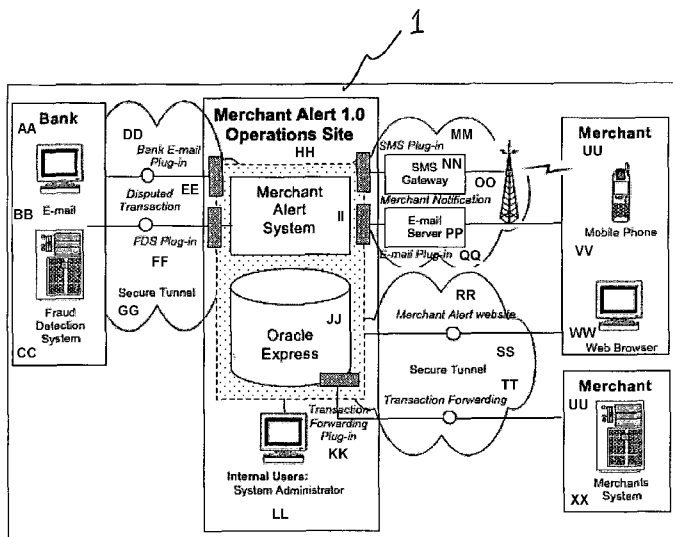 1
AA Bank
E-mail
BB
Fraud
Detection
System
CC
DD
Bank E-mail
Plug-in
EE
Disputed
Transaction
FDS Plug-in
FF
Secure Tunnel
GG
Merchant Alert 1.0
Operations Site
HH
Merchant
Alert
System
II
JJ
Oracle
Express
Transaction
Forwarding
Plug-in
KK
Internal Users:
System Administrator
LL
MM
SMS Plug-in
SMS NN
Gateway
OO
Merchant Notification
E-mail
Server PP
E-mail Plug-in QQ
RR
Merchant Alert website
SS
Secure Tunnel
TT
Transaction Forwarding
Merchant
UU
Mobile Phone
VV
WW
Web Browser
Merchant
UU
Merchants
System
XX